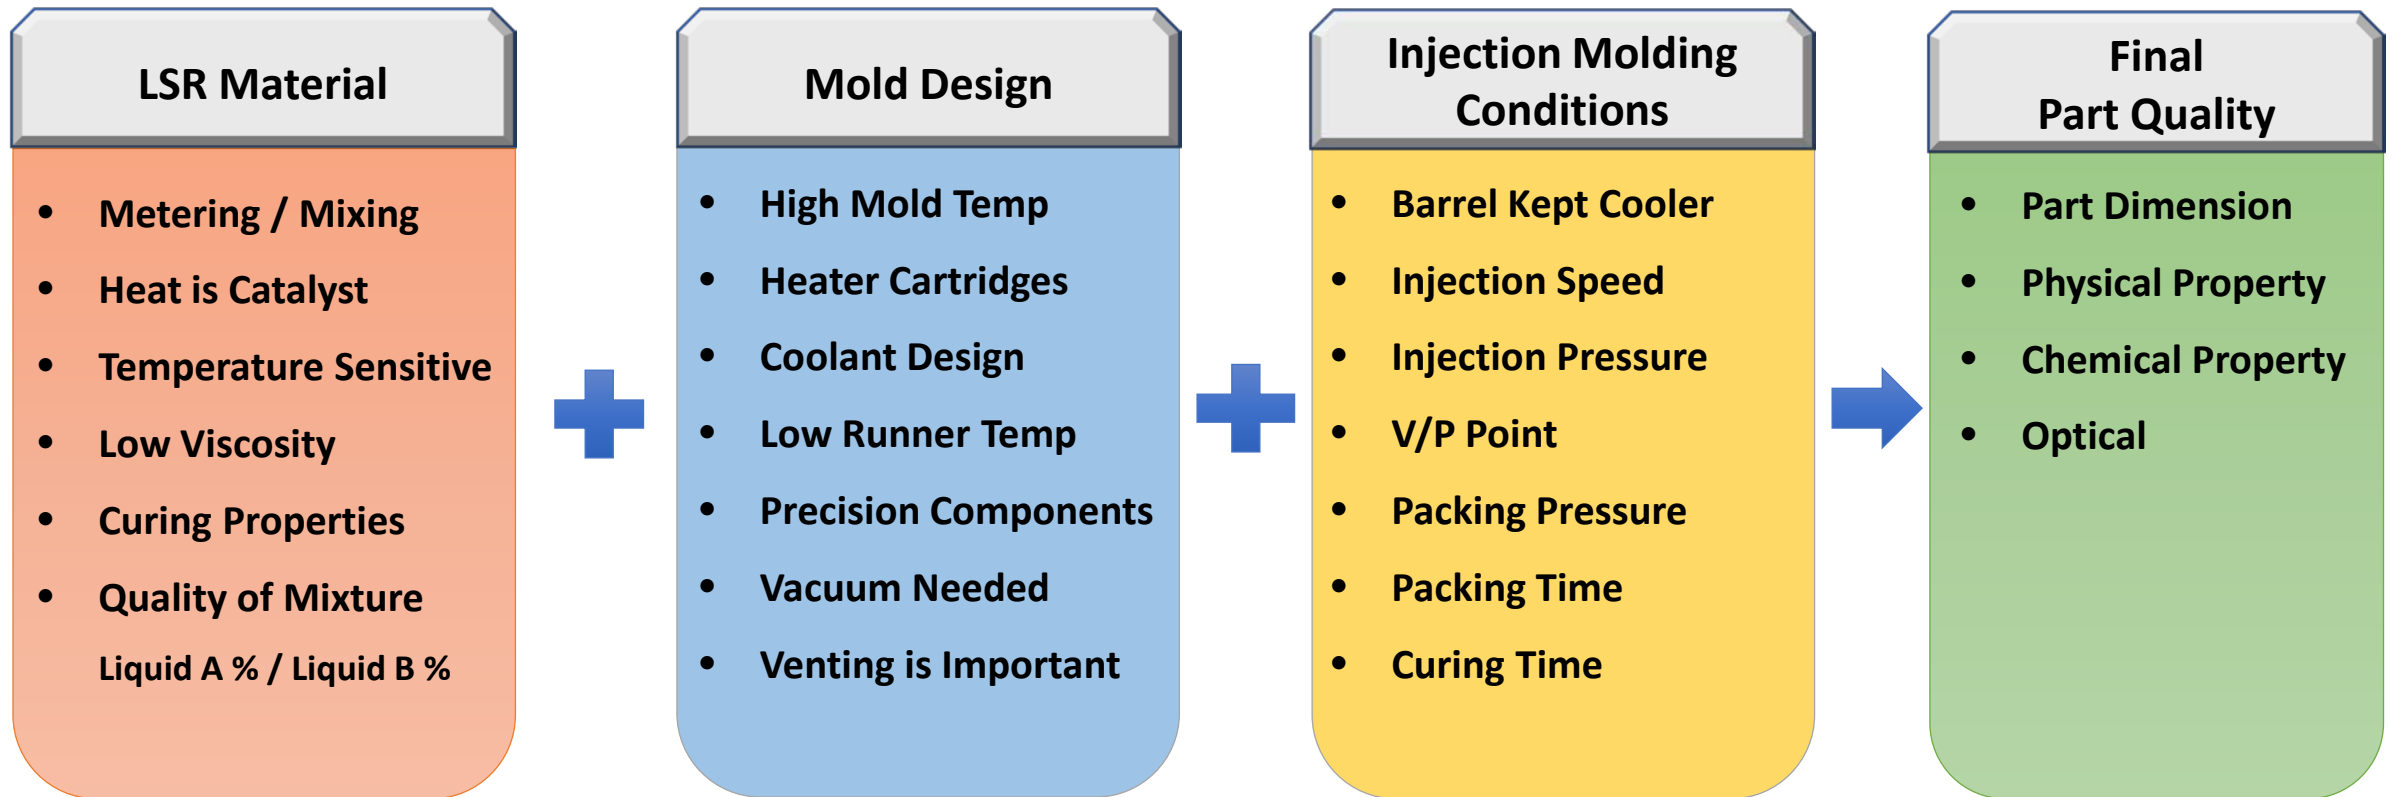 LSR Material
• Metering / Mixing
• Heat is Catalyst
• Temperature Sensitive
• Low Viscosity
• Curing Properties
• Quality of Mixture
Liquid A % / Liquid B %
Mold Design
• High Mold Temp
• Heater Cartridges
• Coolant Design
• Low Runner Temp
• Precision Components
• Vacuum Needed
• Venting is Important
Injection Molding
Conditions
• Barrel Kept Cooler
• Injection Speed
• Injection Pressure
• V/P Point
• Packing Pressure
• Packing Time
• Curing Time
Final
Part Quality
• Part Dimension
• Physical Property
• Chemical Property
• Optical